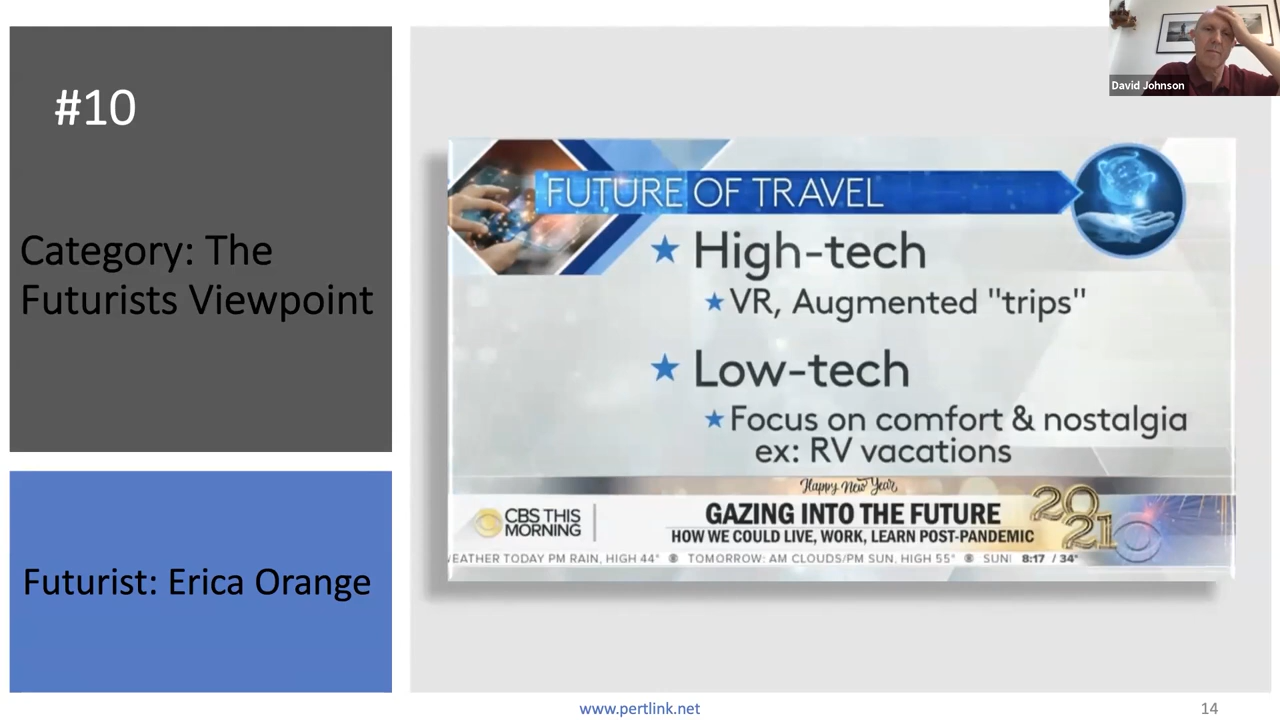 #10
Category: The
Futurists Viewpoint
Futurist: Erica Orange
David Johnson
FUTURE OF TRAVEL
High-tech
VR, Augmented "trips"
Low-tech
Focus on comfort & nostalgia
ex: RV vacations
Happy New Year
CBS THIS
MORNING
GAZING INTO THE FUTURE
HOW WE COULD LIVE, WORK, LEARN POST-PANDEMIC
20
21
EATHER TODAY PM RAIN, HIGH 44° TOMORROW: AM CLOUDS/PM SUN, HIGH 55° SUNI 8:17 / 34°
www.pertlink.net
14